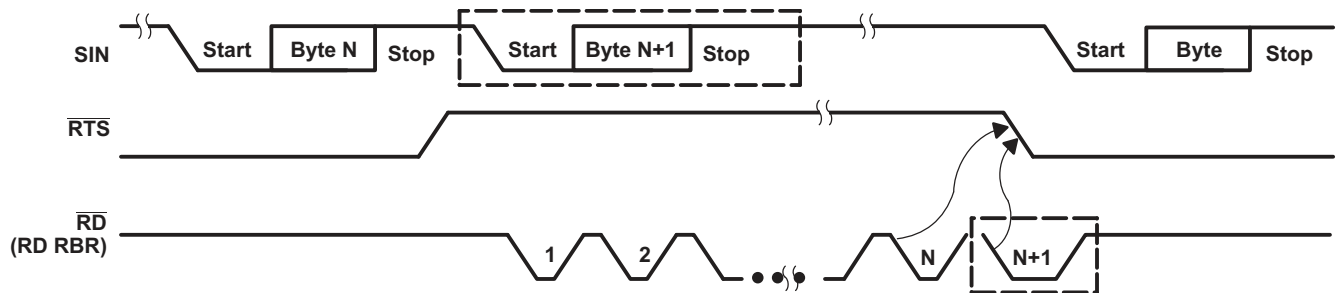 SIN Start Byte N Stop Start Byte N+1 Stop Start Byte Stop
RTS
RD
(RD RBR)
1 2 N N+1